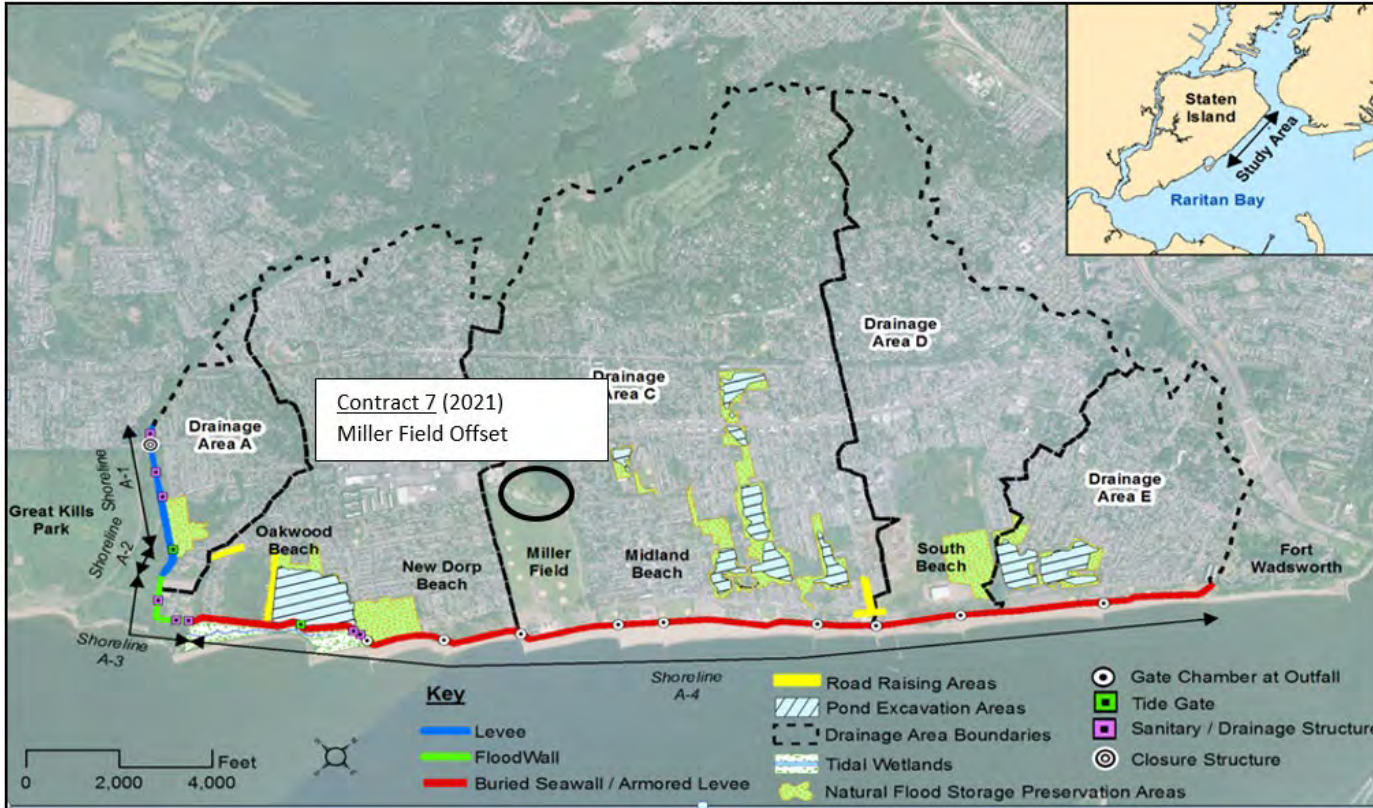 Staten
Island
Study Area
Raritan Bay
Drainage
Area D
Contract 7 (2021)
Miller Field Offset
Drainage
Area C
Drainage
Area A
Shoreline
A-1
Great Kills
Park
Shoreline
A-2
Oakwood
Beach
New Dorp
Beach
Miller
Field
Midland
Beach
South
Beach
Drainage
Area E
Fort
Wadsworth
Shoreline
A-3
Shoreline
A-4
Key
Levee
FloodWall
Buried Seawall / Armored Levee
Road Raising Areas
Pond Excavation Areas
Drainage Area Boundaries
Tidal Wetlands
Natural Flood Storage Preservation Areas
Gate Chamber at Outfall
Tide Gate
Sanitary / Drainage Structure
Closure Structure
Feet
0 2,000 4,000